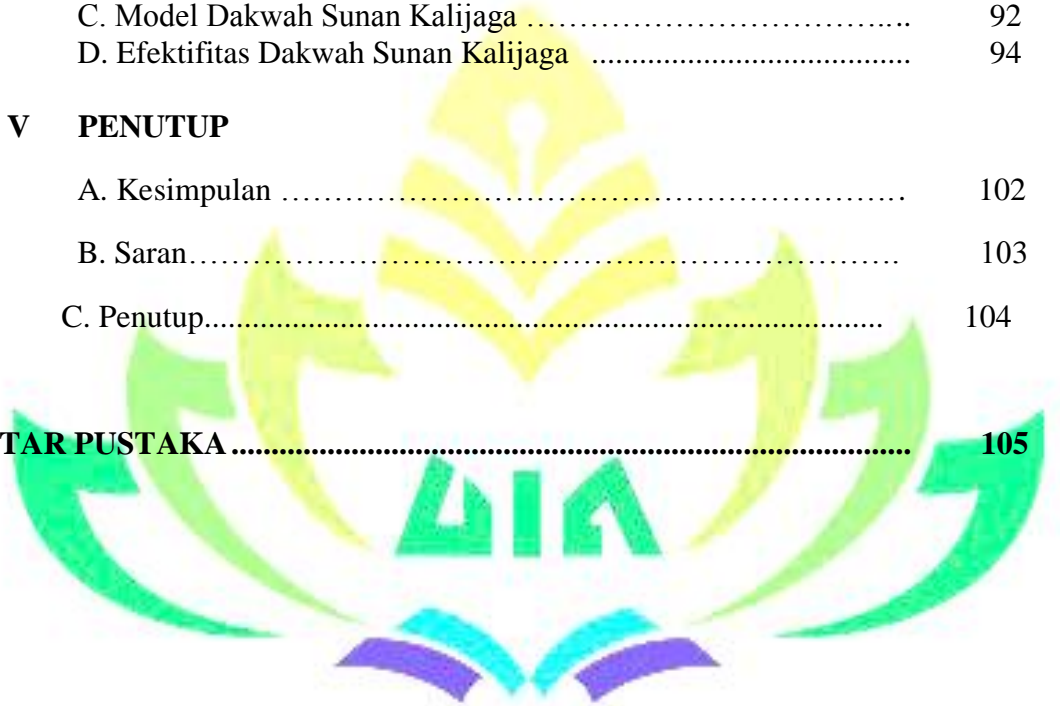 C. Model Dakwah Sunan Kalijaga ………………………………….. 92
D. Efektifitas Dakwah Sunan Kalijaga ..................................... 94
V PENUTUP
A. Kesimpulan …………………………………………………. 102
B. Saran…………………………………………………………. 103
C. Penutup............................................................................... 104
TAR PUSTAKA ............................................................................... 105
UIN